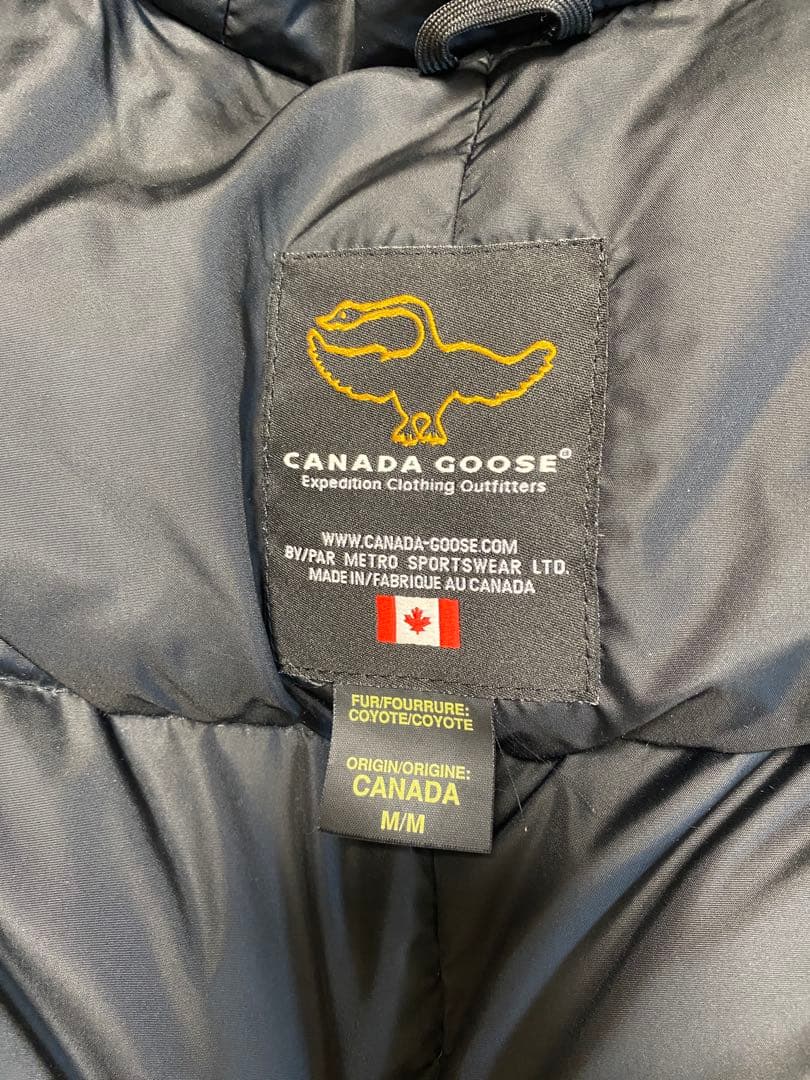 CANADA GOOSE®
Expedition Clothing Outfitters
WWW.CANADA-GOOSE.COM
BY/PAR METRO SPORTSWEAR LTD.
MADE IN/FABRIQUE AU CANADA
FUR/FOURRURE:
COYOTE/COYOTE
ORIGIN/ORIGINE:
CANADA
M/M